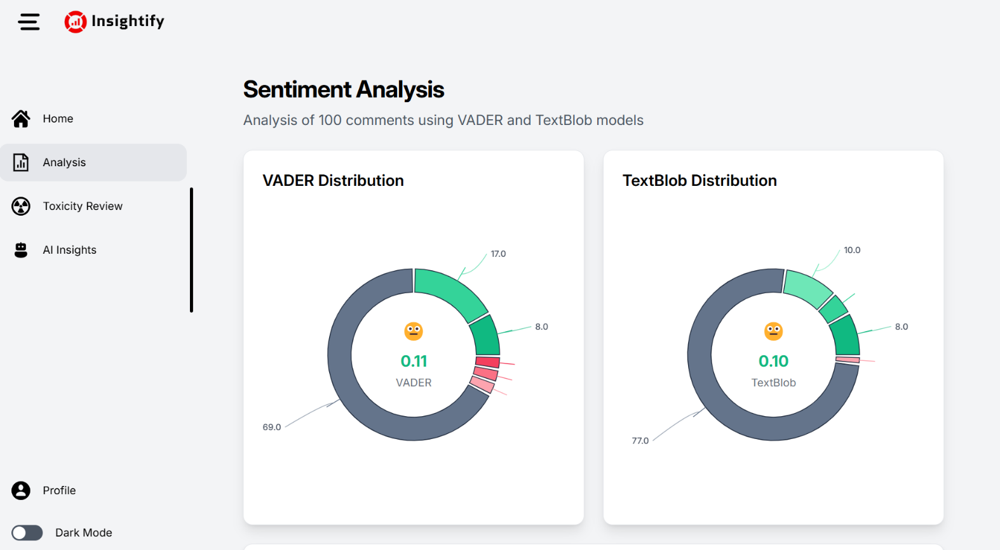 Insightify
Home
Analysis
Toxicity Review
AI Insights
Profile
Dark Mode
Sentiment Analysis
Analysis of 100 comments using VADER and TextBlob models
VADER Distribution
17.0
8.0
0.11
VADER
69.0
TextBlob Distribution
10.0
8.0
0.10
TextBlob
77.0